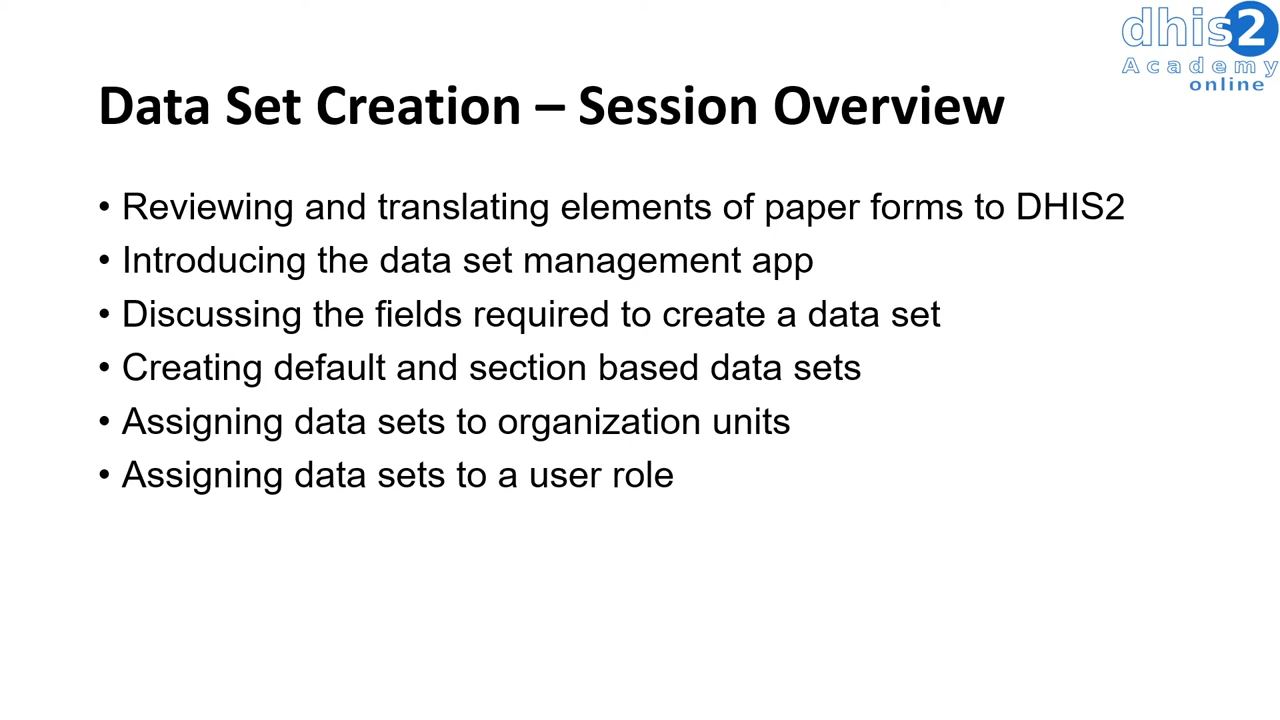 dhis2
Academy
online
Data Set Creation – Session Overview
• Reviewing and translating elements of paper forms to DHIS2
• Introducing the data set management app
• Discussing the fields required to create a data set
• Creating default and section based data sets
• Assigning data sets to organization units
• Assigning data sets to a user role